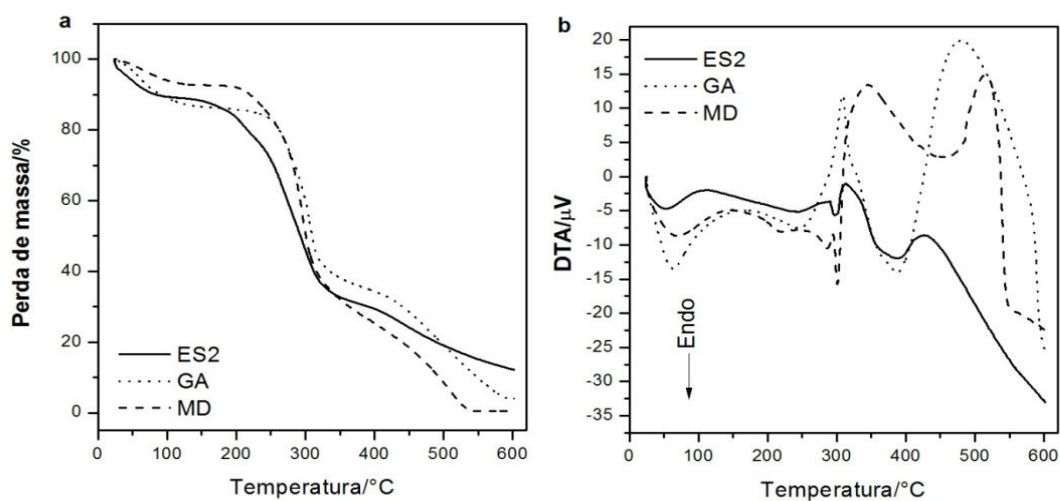 a
Perda de massa/%
100
80
60
40
20
0
ES2
GA
MD
0 100 200 300 400 500 600
Temperatura/°C
b
DTA/μV
20
15
10
5
0
-5
-10
-15
-20
-25
-30
-35
ES2
GA
MD
Endo
0 100 200 300 400 500 600
Temperatura/°C